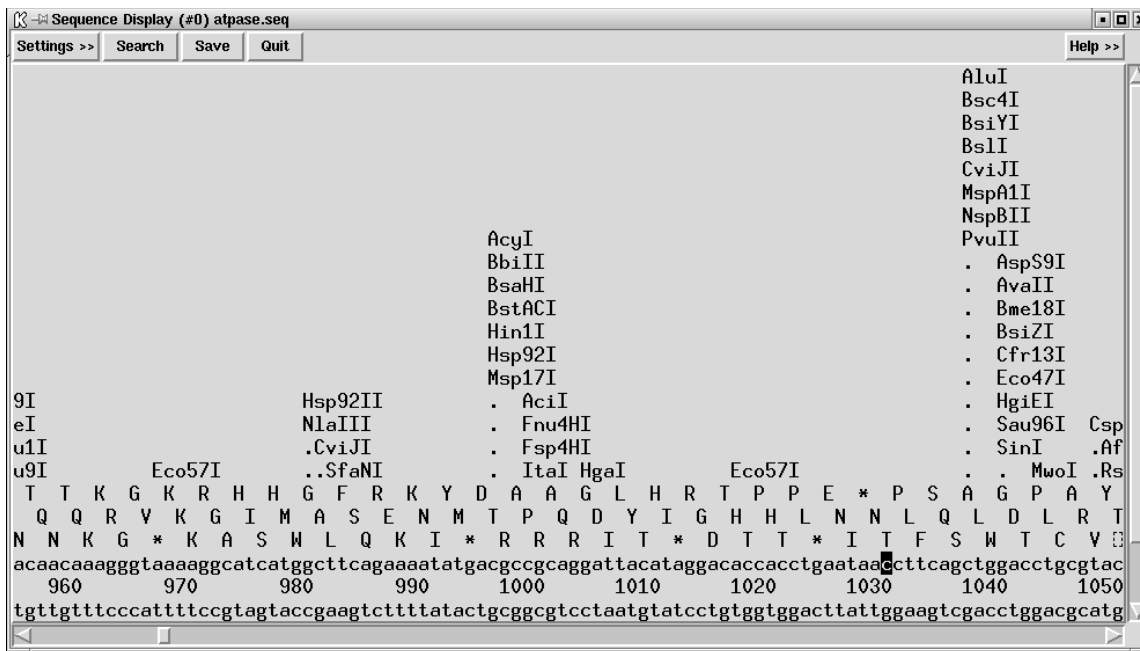 Sequence Display (#0) atpase.seq
Settings >> Search Save Quit Help >>
AluI
Bsc4I
BsiYI
BslI
CviJI
MspA1I
NspBII
AcyI PvuII
BbiII . AspS9I
BsaHI . AvaII
BstACI . Bme18I
Hin1I . BsiZI
Hsp92I . Cfr13I
Msp17I . Eco47I
9I Hsp92II . AciI . HgiEI
eI NlaIII . Fnu4HI . Sau96I Csp
u1I .CviJI . Fsp4HI . SinI .Af
u9I Eco57I ..SfaNI . ItaI HgaI Eco57I . . MwoI .Rs
T T K G K R H H G F R K Y D A A G L H R T P P E * P S A G P A Y
Q Q R V K G I M A S E N M T P Q D Y I G H H L N N L Q L D L R T
N N K G * K A S W L Q K I * R R R I T * D T T * I T F S W T C V
acaacaaagggtaaaaggcatcatggcttcagaaaatatgacgccgcaggattacataggacaccacctgaataaccttcagctggacctgcgtac
960 970 980 990 1000 1010 1020 1030 1040 1050
tgttgtttcccattttccgtagtaccgaagtcttttatactgcggcgtcctaatgtatcctgtggtggacttattggaagtcgacctggacgcatg